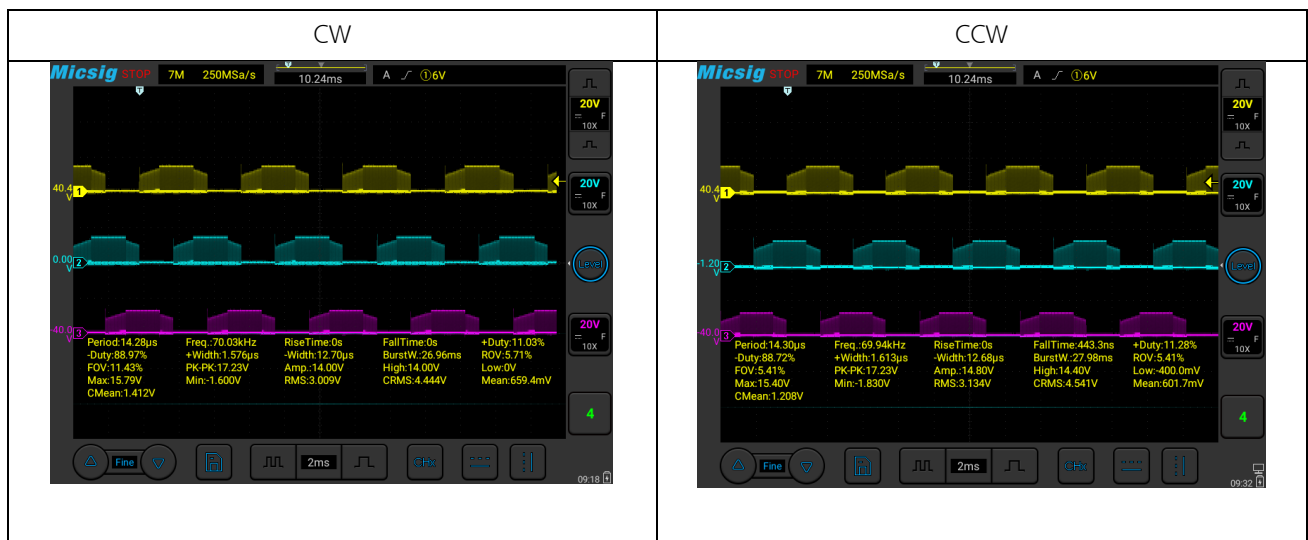 CW
CCW
Micsig STOP 7M 250MSa/s 10.24ms A ①6V
T
20V
F
10X
40.4
V
1
20V
F
10X
0.00
V
2
Level
20V
F
10X
-40.0
V
3
Period:14.28µs Freq.:70.03kHz RiseTime:0s FallTime:0s +Duty:11.03%
-Duty:88.97% +Width:1.576µs -Width:12.70µs BurstW.:26.96ms ROV:5.71%
FOV:11.43% PK-PK:17.23V Amp.:14.00V High:14.00V Low:0V
Max:15.79V Min:-1.600V RMS:3.009V CRMS:4.444V Mean:659.4mV
CMean:1.412V
4
Fine 2ms CHx
09:18
Micsig STOP 7M 250MSa/s 10.24ms A ①6V
T
20V
F
10X
40.4
V
1
20V
F
10X
-1.20
V
2
Level
20V
F
10X
-40.0
V
3
Period:14.30µs Freq.:69.94kHz RiseTime:0s FallTime:443.3ns +Duty:11.28%
-Duty:88.72% +Width:1.613µs -Width:12.68µs BurstW.:27.98ms ROV:5.41%
FOV:5.41% PK-PK:17.23V Amp.:14.80V High:14.40V Low:-400.0mV
Max:15.40V Min:-1.830V RMS:3.134V CRMS:4.541V Mean:601.7mV
CMean:1.208V
4
Fine 2ms CHx
09:32